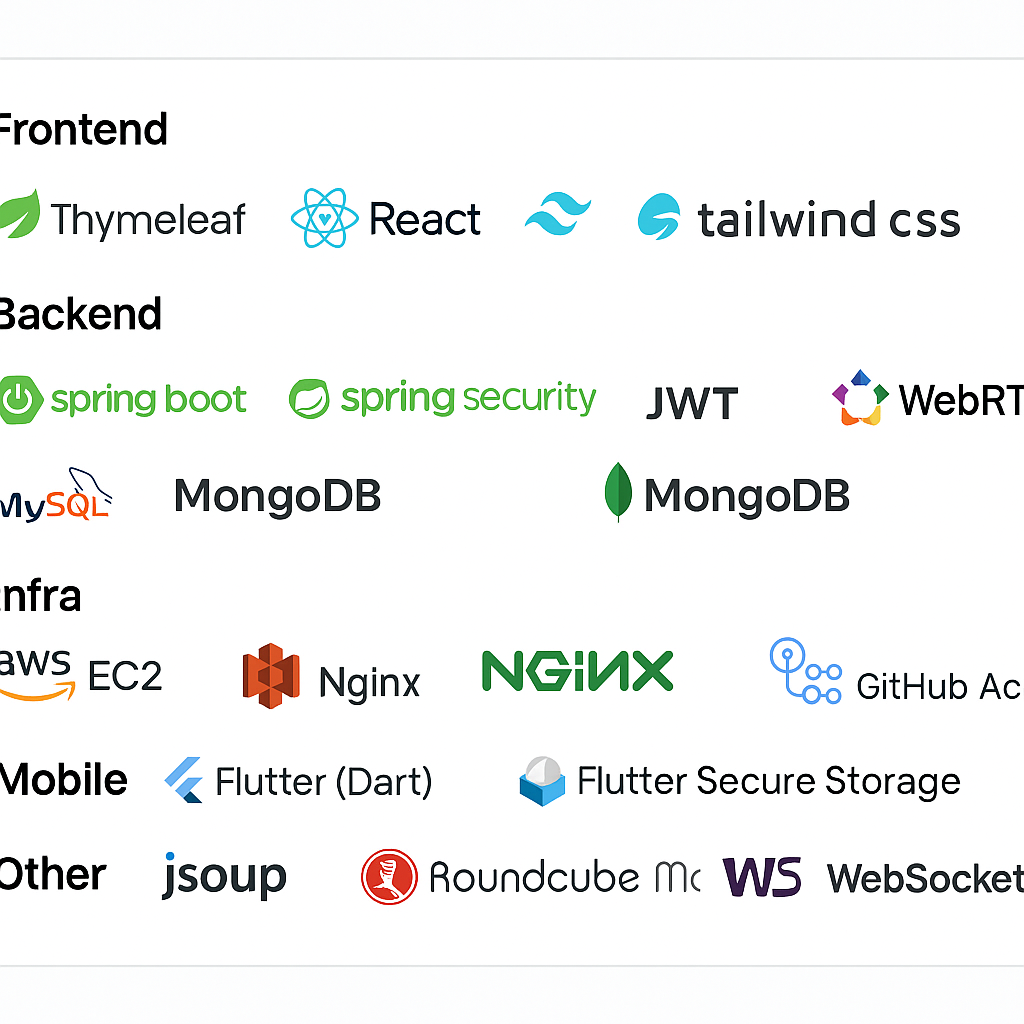 Frontend
Thymeleaf React tailwind css
Backend
spring boot spring security JWT WebRT
MySQL MongoDB MongoDB
Infra
aws EC2 Nginx NGINX GitHub Ac
Mobile Flutter (Dart) Flutter Secure Storage
Other jsoup Roundcube Mc WS WebSocket